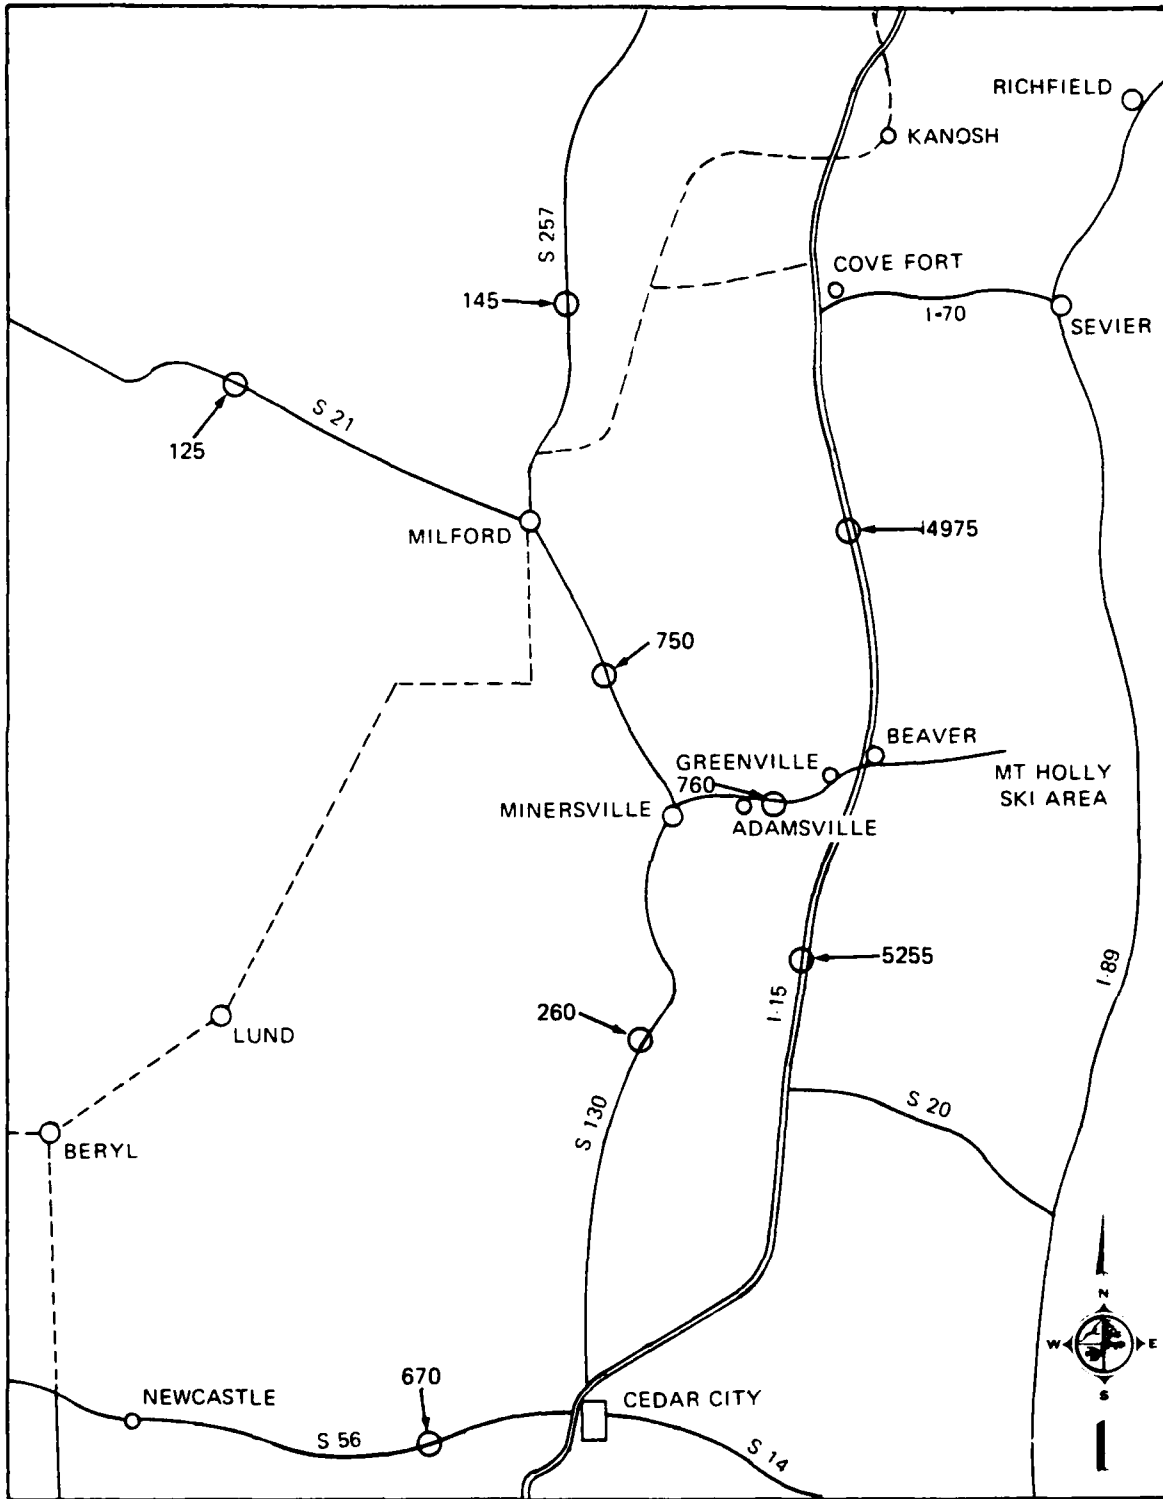 RICHFIELD
KANOSH
S 257
COVE FORT
145
I-70
SEVIER
S 21
125
MILFORD
14975
750
BEAVER
GREENVILLE
760
MT HOLLY
SKI AREA
MINERSVILLE
ADAMSVILLE
5255
I-89
I-15
260
LUND
S 20
S 130
BERYL
N
W
E
S
670
NEWCASTLE
CEDAR CITY
S 56
S 14